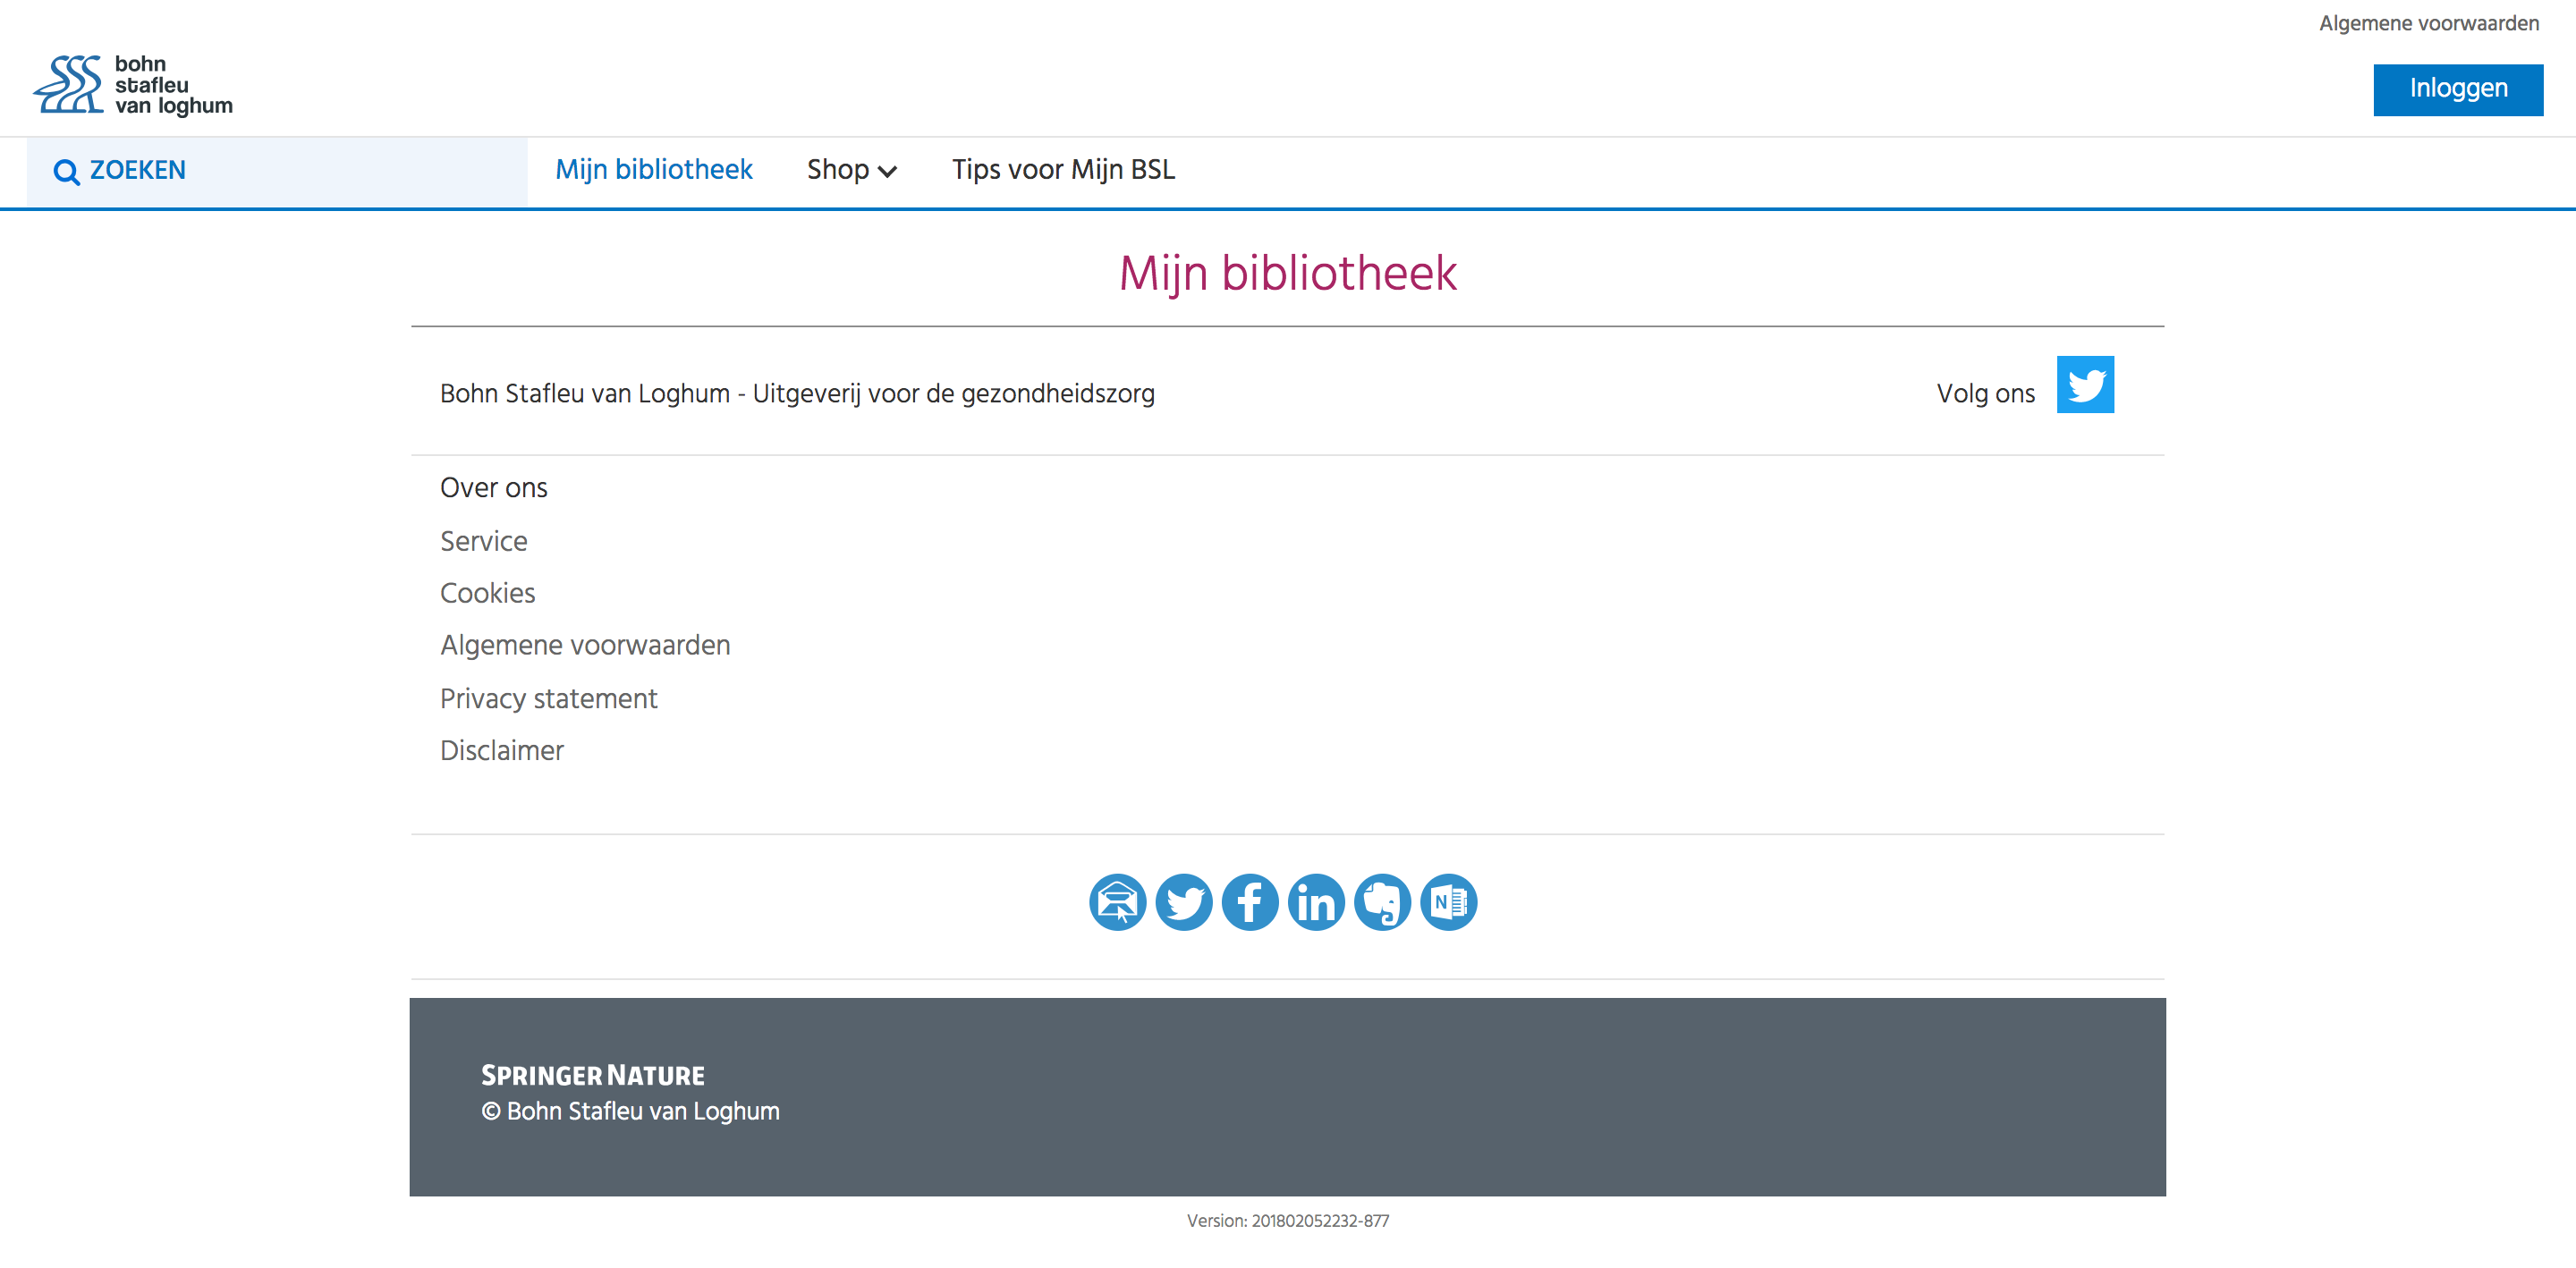 Algemene voorwaarden
bohn
stafleu
van loghum
Inloggen
ZOEKEN
Mijn bibliotheek
Shop
Tips voor Mijn BSL
Mijn bibliotheek
Bohn Stafleu van Loghum - Uitgeverij voor de gezondheidszorg
Volg ons
Over ons
Service
Cookies
Algemene voorwaarden
Privacy statement
Disclaimer
f
in
N
SPRINGER NATURE
© Bohn Stafleu van Loghum
Version: 201802052232-877